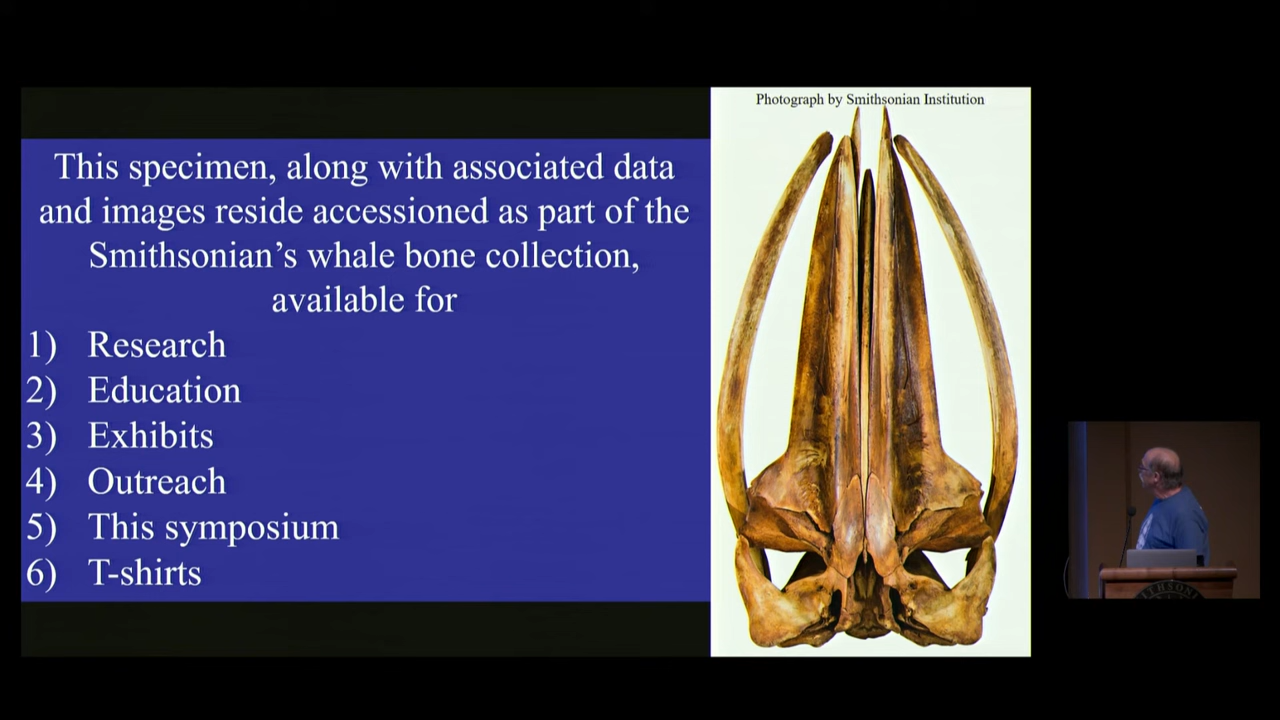 Photograph by Smithsonian Institution
This specimen, along with associated data
and images reside accessioned as part of the
Smithsonian’s whale bone collection,
available for
1) Research
2) Education
3) Exhibits
4) Outreach
5) This symposium
6) T-shirts